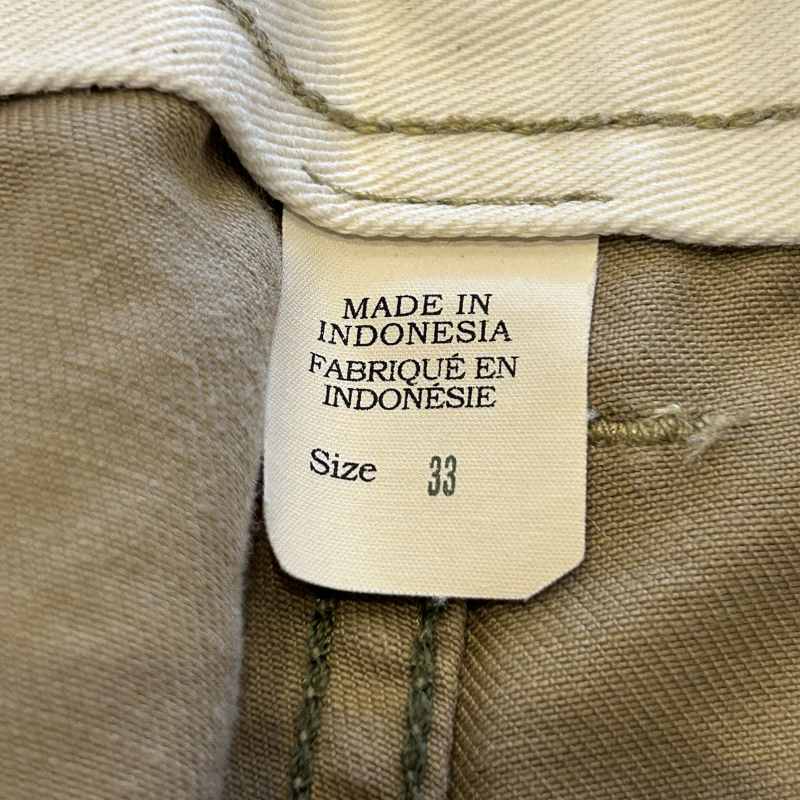 MADE IN
INDONESIA
FABRIQUÉ EN
INDONÉSIE
Size 33